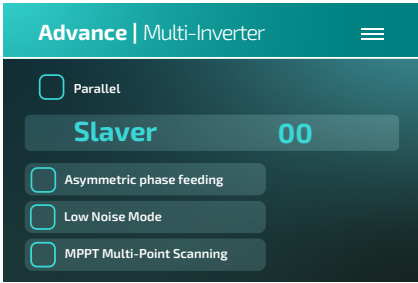 Advance | Multi-Inverter
Parallel
Slaver 00
Asymmetric phase feeding
Low Noise Mode
MPPT Multi-Point Scanning